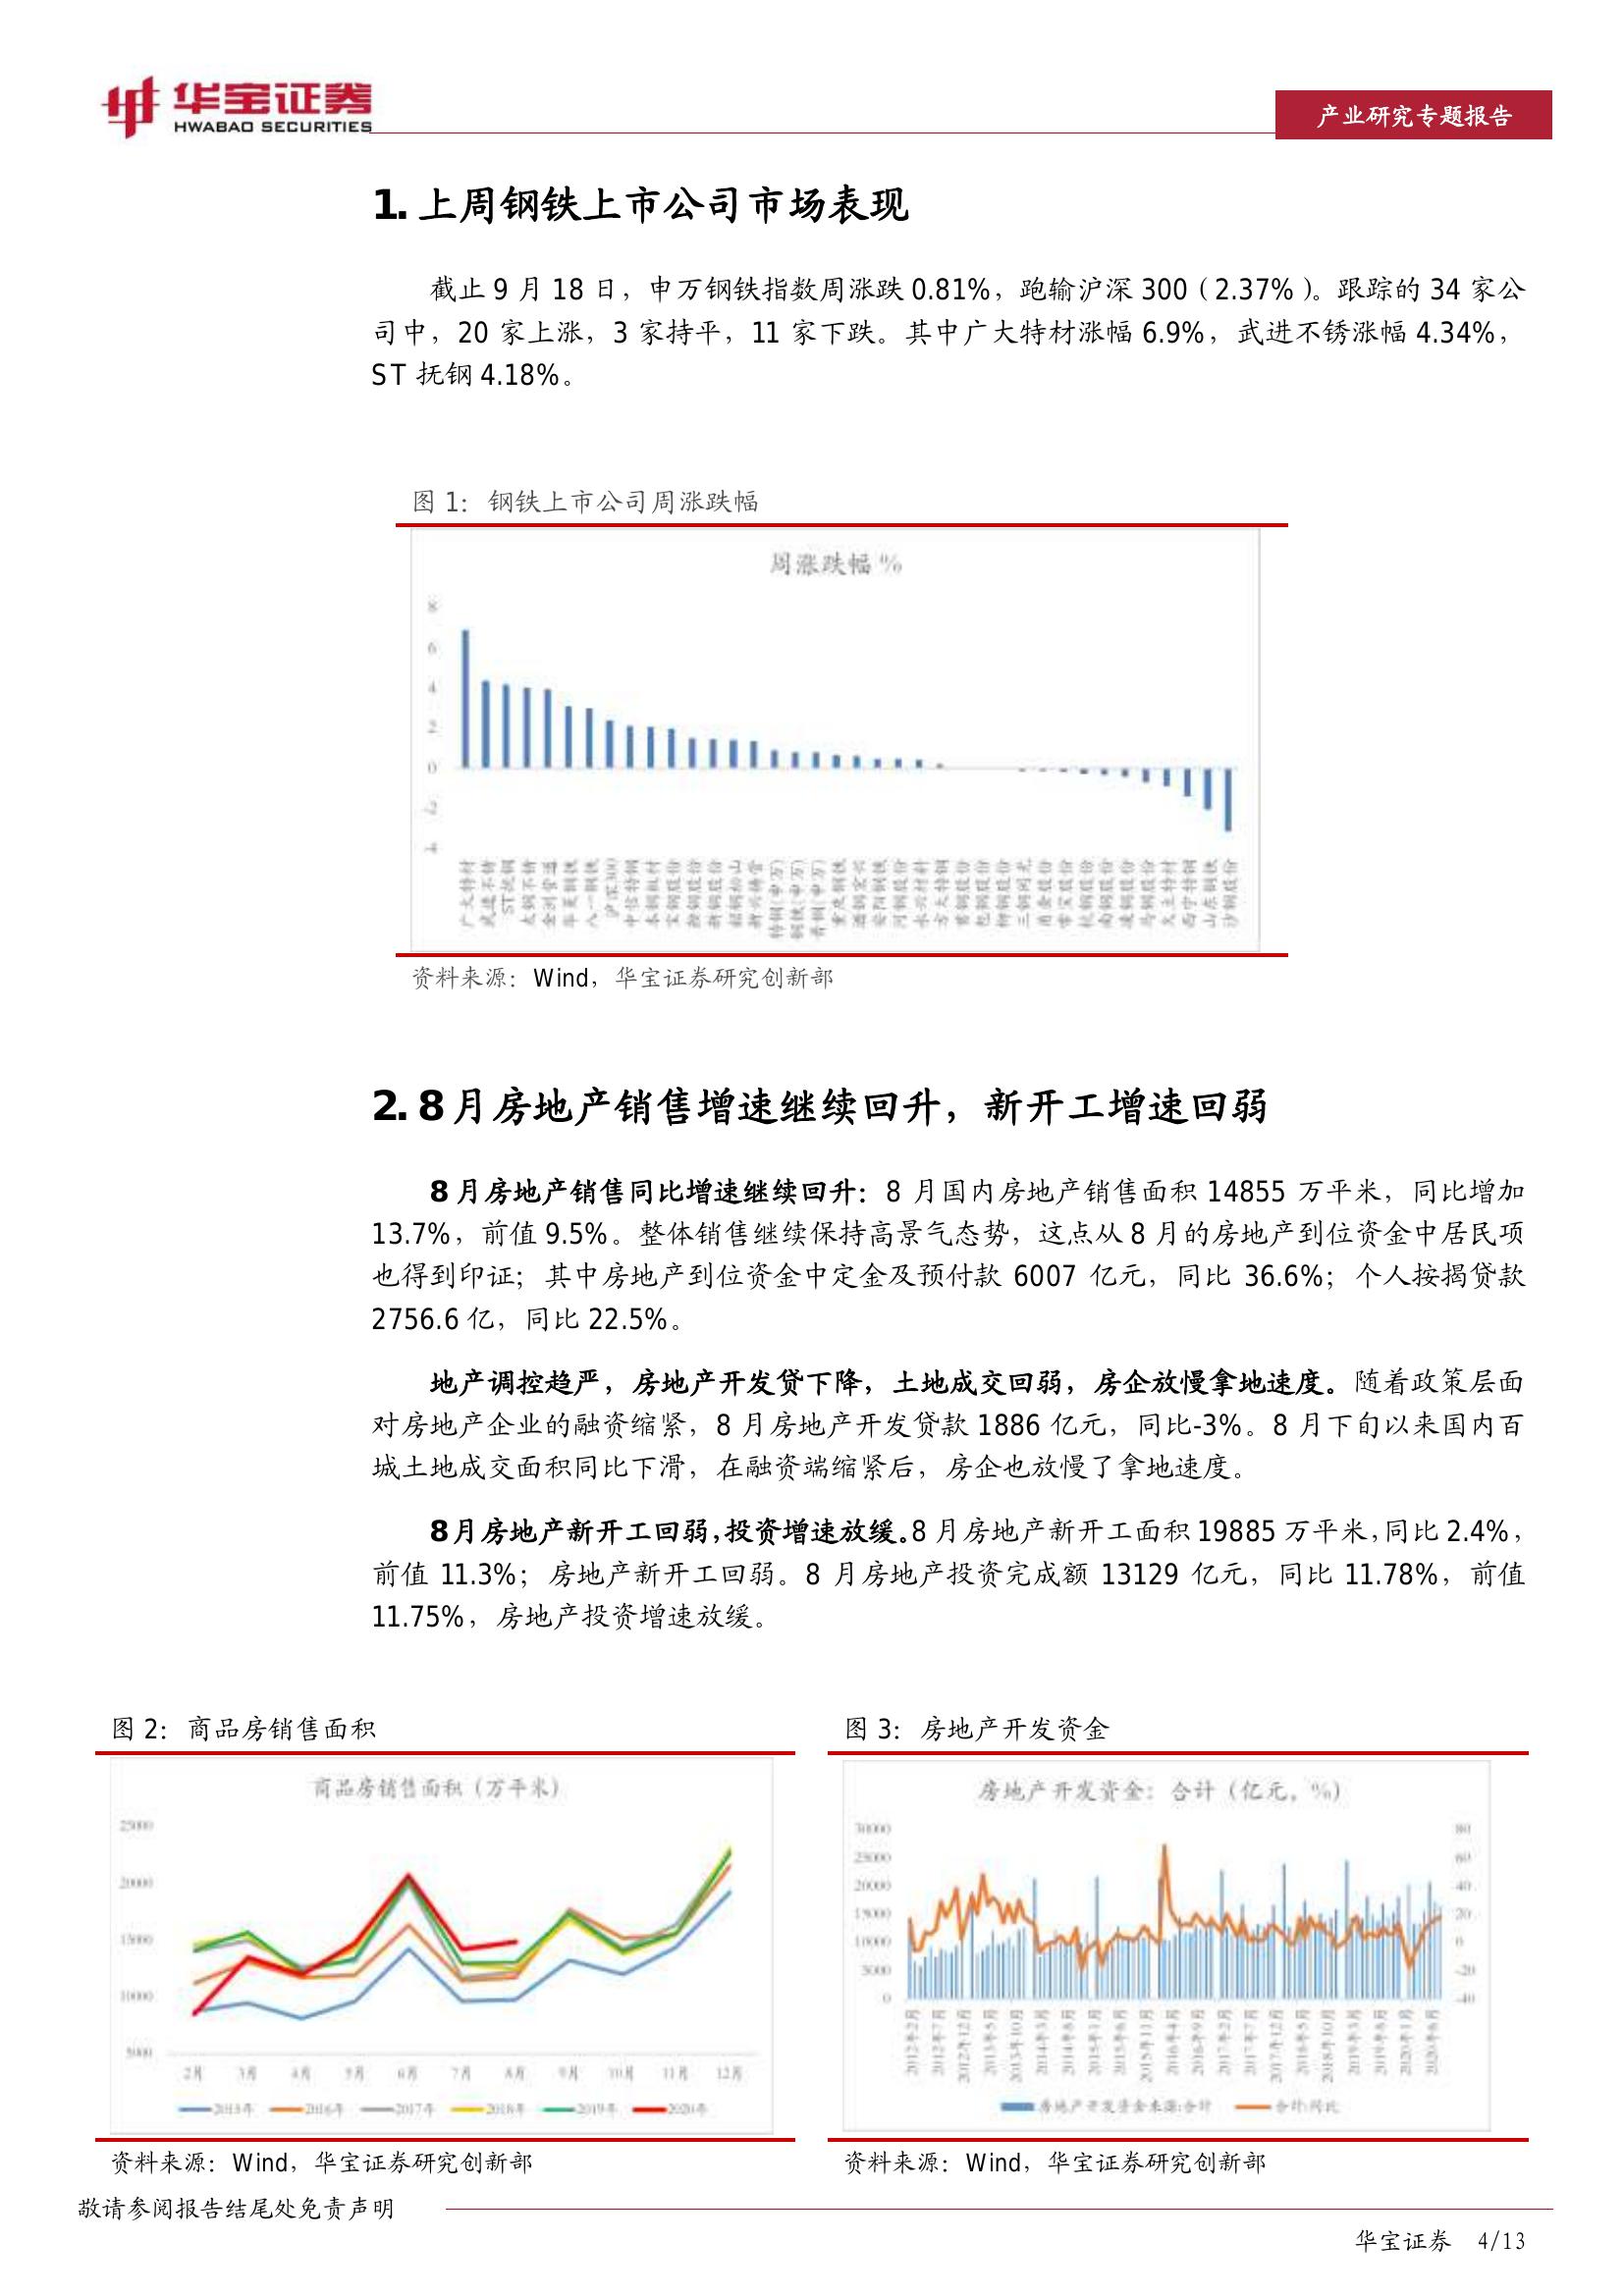 华宝证券
HWABAO SECURITIES
产业研究专题报告
1. 上周钢铁上市公司市场表现
截止 9 月 18 日，申万钢铁指数周涨跌 0.81%，跑输沪深 300（2.37%）。跟踪的 34 家公
司中，20 家上涨，3 家持平，11 家下跌。其中广大特材涨幅 6.9%，武进不锈涨幅 4.34%，
ST 抚钢 4.18%。
图 1： 钢铁上市公司周涨跌幅
周涨跌幅 %
8
6
4
2
0
-2
-4
资料来源：Wind，华宝证券研究创新部
2. 8 月房地产销售增速继续回升，新开工增速回弱
8 月房地产销售同比增速继续回升：8 月国内房地产销售面积 14855 万平米，同比增加
13.7%，前值 9.5%。整体销售继续保持高景气态势，这点从 8 月的房地产到位资金中居民项
也得到印证；其中房地产到位资金中定金及预付款 6007 亿元，同比 36.6%；个人按揭贷款
2756.6 亿，同比 22.5%。
地产调控趋严，房地产开发贷下降，土地成交回弱，房企放慢拿地速度。随着政策层面
对房地产企业的融资缩紧，8 月房地产开发贷款 1886 亿元，同比-3%。8 月下旬以来国内百
城土地成交面积同比下滑，在融资端缩紧后，房企也放慢了拿地速度。
8月房地产新开工回弱，投资增速放缓。8 月房地产新开工面积 19885 万平米，同比 2.4%，
前值 11.3%；房地产新开工回弱。8 月房地产投资完成额 13129 亿元，同比 11.78%，前值
11.75%，房地产投资增速放缓。
图 2： 商品房销售面积
商品房销售面积（万平米）
25000
20000
15000
10000
5000
2月 3月 4月 5月 6月 7月 8月 9月 10月 11月 12月
2015年 2016年 2017年 2018年 2019年 2020年
资料来源：Wind，华宝证券研究创新部
图 3： 房地产开发资金
房地产开发资金：合计（亿元，%）
30000 80
25000 60
20000 40
15000 20
10000 0
5000 -20
0 -40
房地产开发资金来源:合计 合计:同比
资料来源：Wind，华宝证券研究创新部
敬请参阅报告结尾处免责声明
华宝证券 4/13